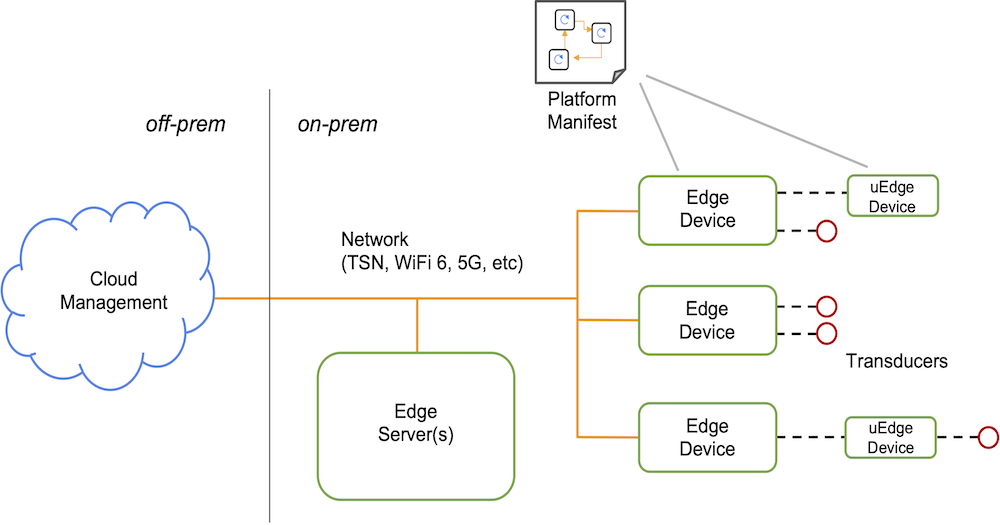 Platform
Manifest
off-prem
on-prem
Edge
Device
uEdge
Device
Network
(TSN, WiFi 6, 5G, etc)
Cloud
Management
Edge
Device
Transducers
Edge
Server(s)
Edge
Device
uEdge
Device